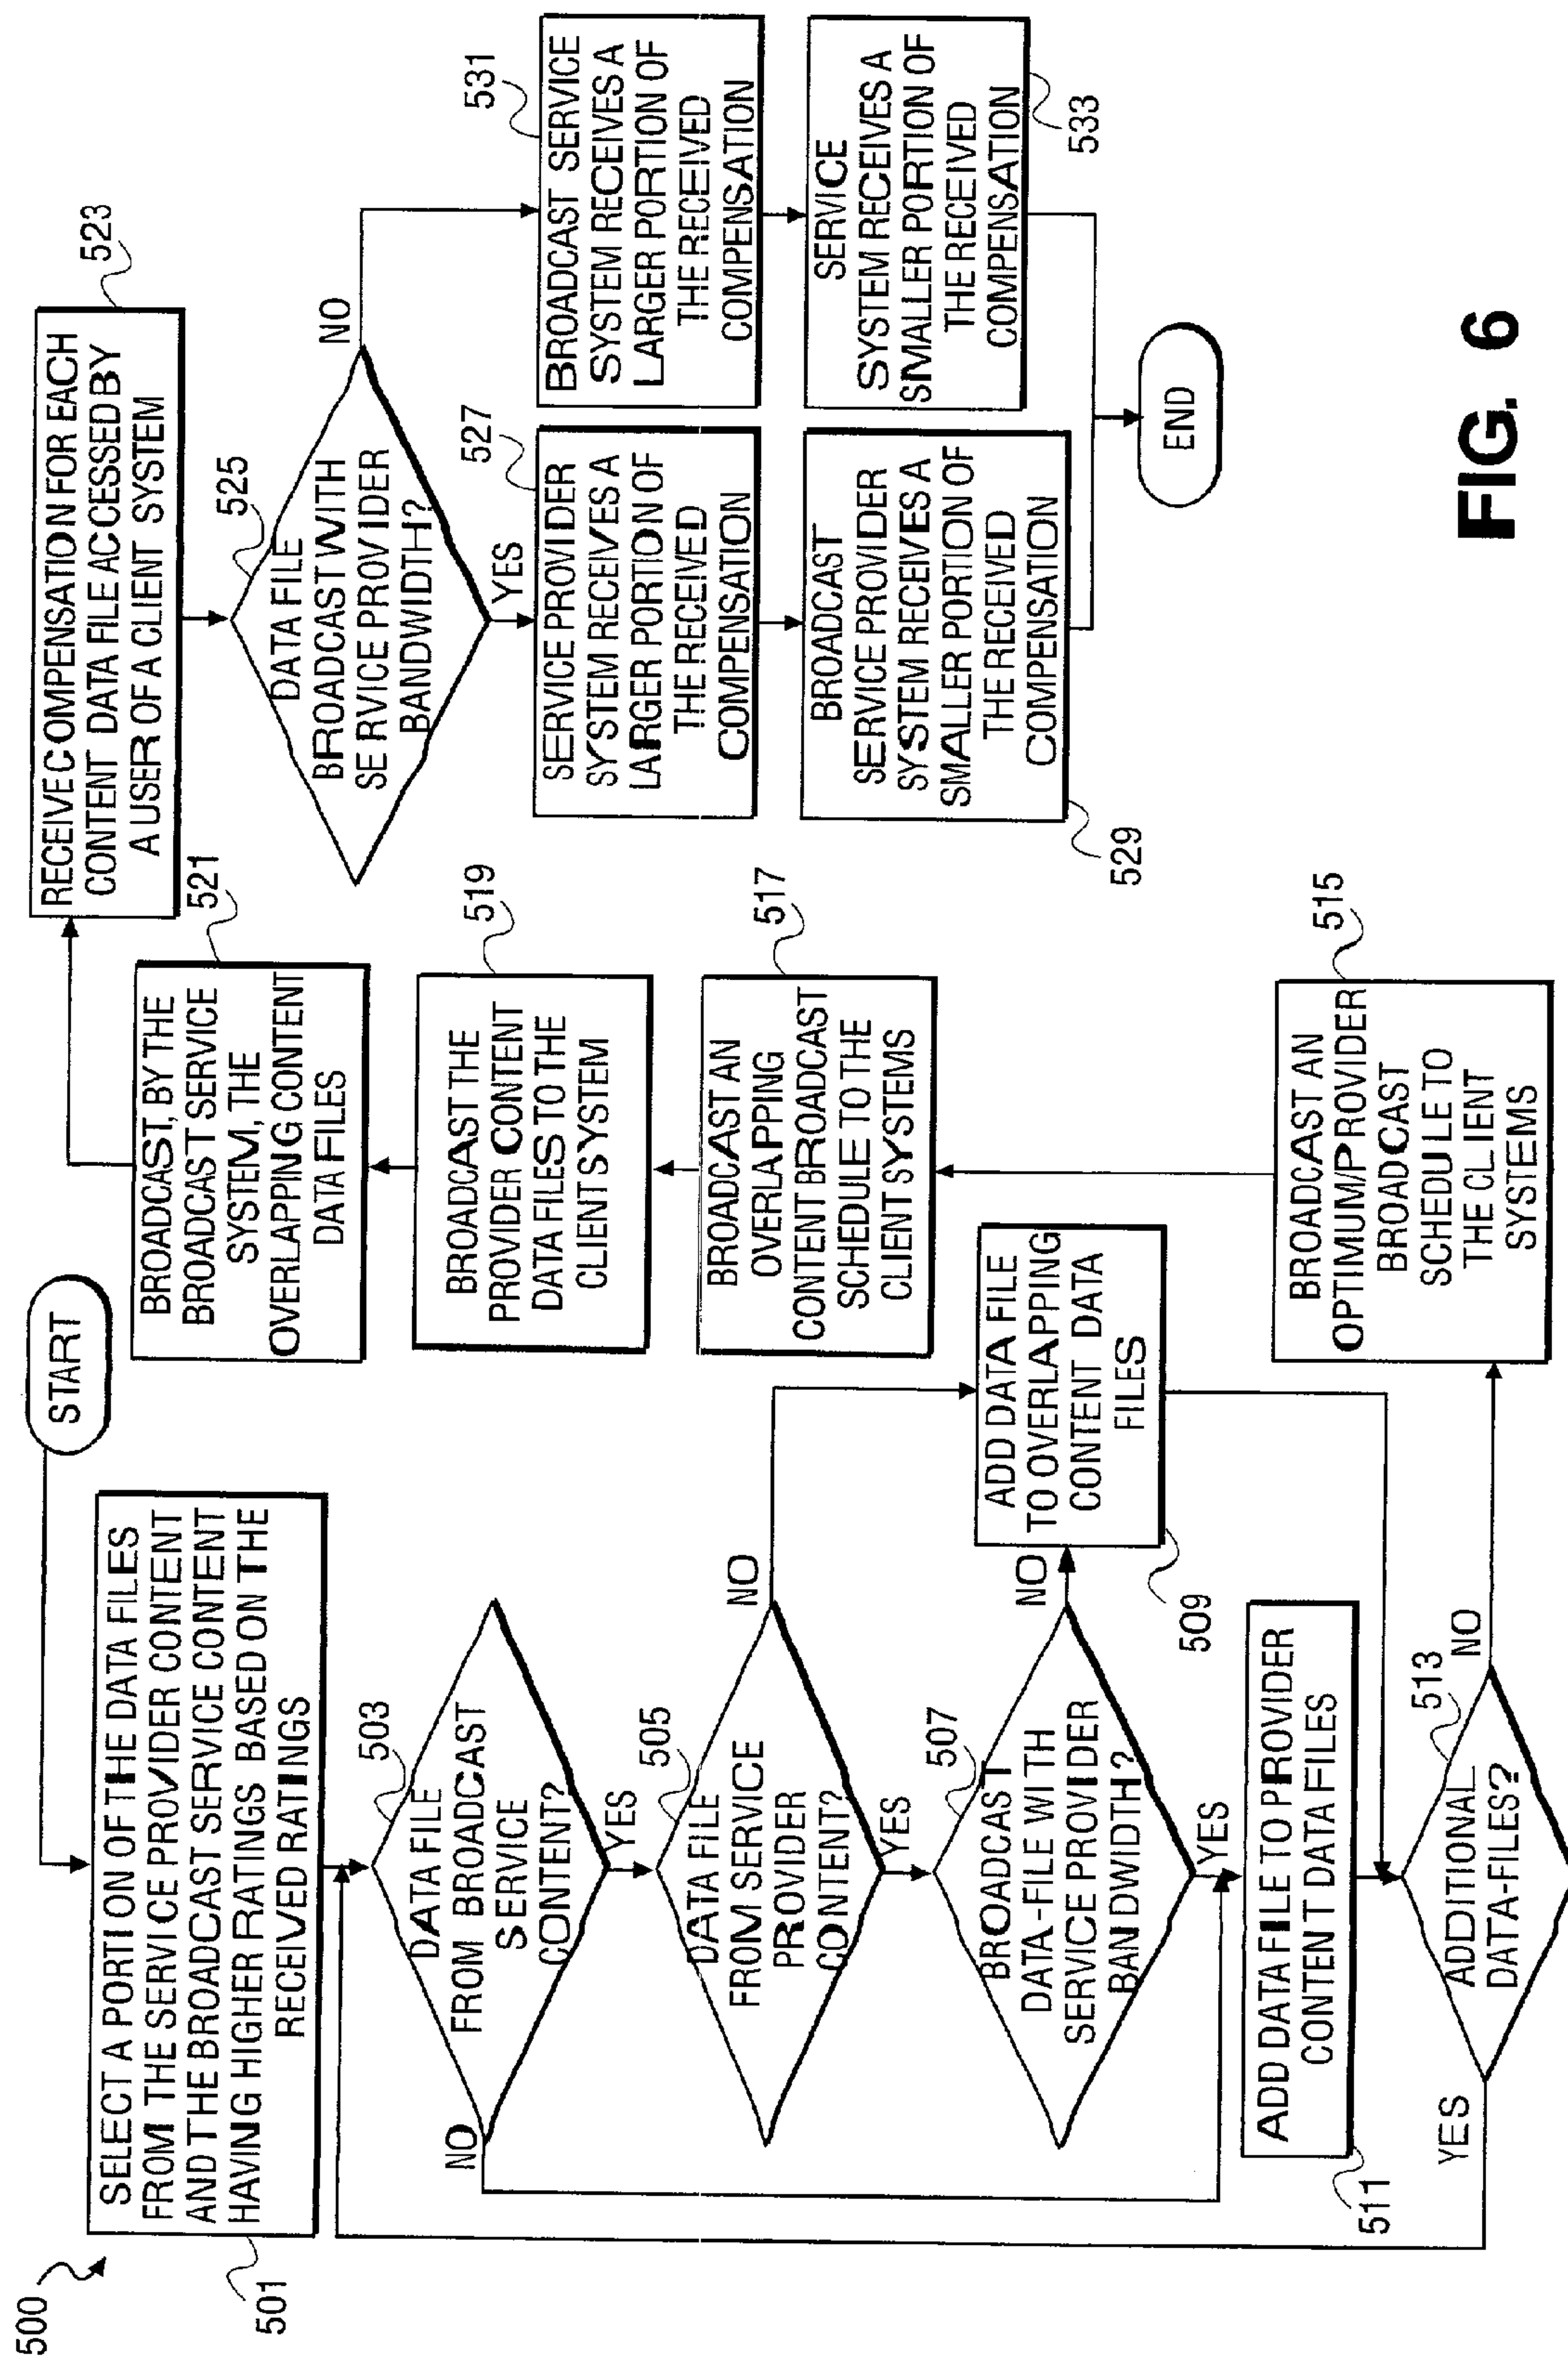 500
START
SELECT A PORTION OF THE DATA FILES
FROM THE SERVICE PROVIDER CONTENT
AND THE BROADCAST SERVICE CONTENT
HAVING HIGHER RATINGS BASED ON THE
RECEIVED RATINGS
501
DATA FILE
FROM BROADCAST
SERVICE
CONTENT?
503
NO
YES
DATA FILE
FROM SERVICE
PROVIDER
CONTENT?
505
NO
YES
BROADCAST
DATA-FILE WITH
SERVICE PROVIDER
BANDWIDTH?
507
NO
YES
ADD DATA FILE
TO OVERLAPPING
CONTENT DATA
FILES
509
ADD DATA FILE TO PROVIDER
CONTENT DATA FILES
511
ADDITIONAL
DATA-FILES?
513
YES
NO
BROADCAST AN
OPTIMUM/PROVIDER
BROADCAST
SCHEDULE TO
THE CLIENT
SYSTEMS
515
BROADCAST AN
OVERLAPPING
CONTENT BROADCAST
SCHEDULE TO THE
CLIENT SYSTEMS
517
BROADCAST THE
PROVIDER CONTENT
DATA FILES TO THE
CLIENT SYSTEM
519
BROADCAST, BY THE
BROADCAST SERVICE
SYSTEM, THE
OVERLAPPING CONTENT
DATA FILES
521
RECEIVE COMPENSATION FOR EACH
CONTENT DATA FILE ACCESSED BY
A USER OF A CLIENT SYSTEM
523
DATA FILE
BROADCAST WITH
SERVICE PROVIDER
BANDWIDTH?
525
NO
YES
SERVICE PROVIDER
SYSTEM RECEIVES A
LARGER PORTION OF
THE RECEIVED
COMPENSATION
527
BROADCAST
SERVICE PROVIDER
SYSTEM RECEIVES A
SMALLER PORTION OF
THE RECEIVED
COMPENSATION
529
BROADCAST SERVICE
SYSTEM RECEIVES A
LARGER PORTION OF
THE RECEIVED
COMPENSATION
531
SERVICE
SYSTEM RECEIVES A
SMALLER PORTION OF
THE RECEIVED
COMPENSATION
533
END
FIG. 6